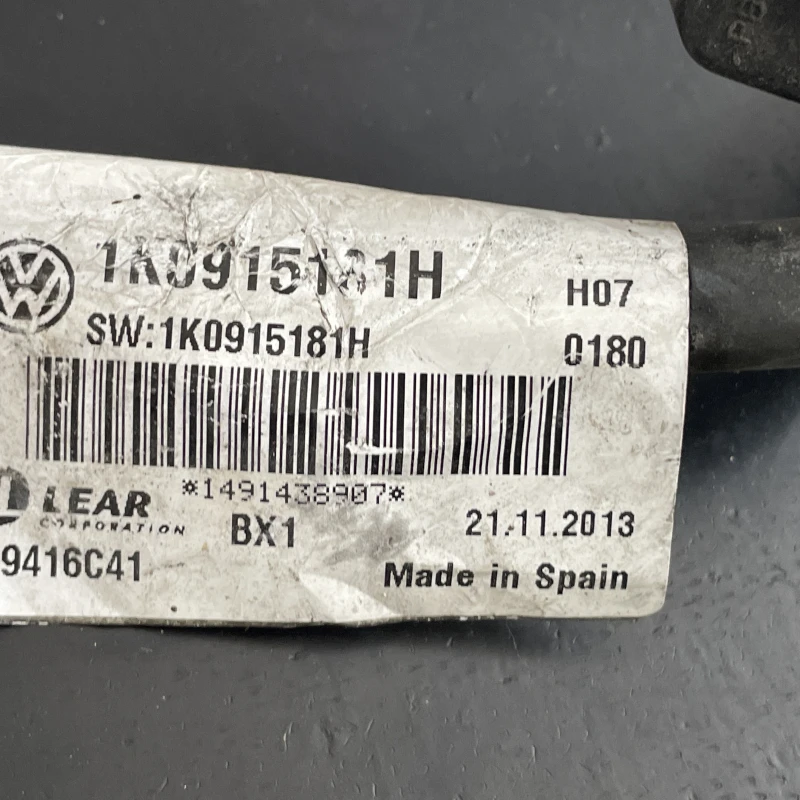 1K0915181H H07
SW:1K0915181H 0180
*1491438907*
LEAR
CORPORATION BX1 21.11.2013
9416C41 Made in Spain